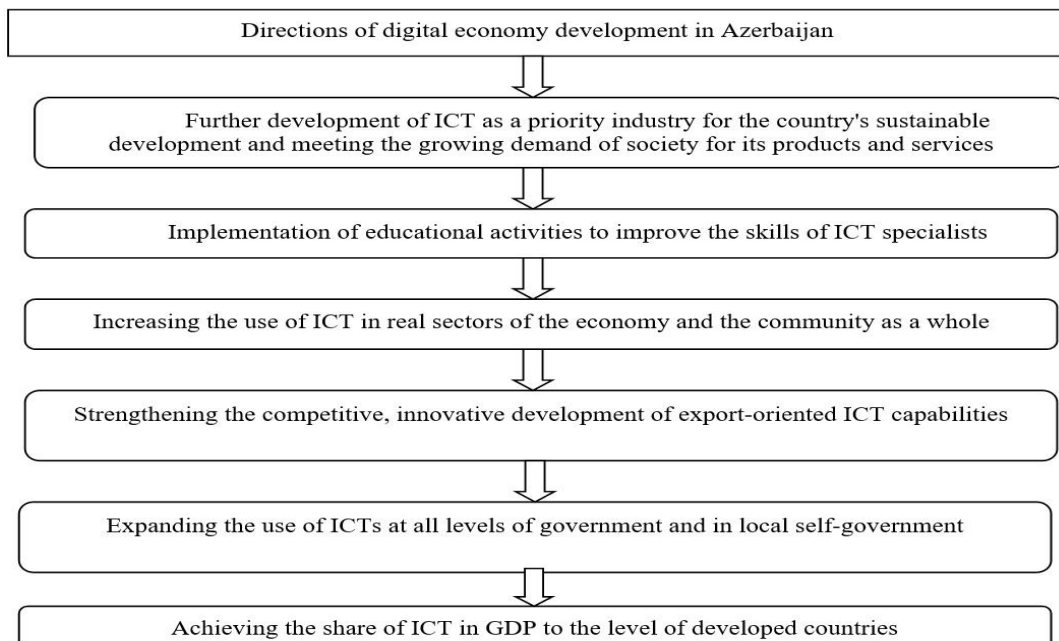 Directions of digital economy development in Azerbaijan
Further development of ICT as a priority industry for the country's sustainable
development and meeting the growing demand of society for its products and services
Implementation of educational activities to improve the skills of ICT specialists
Increasing the use of ICT in real sectors of the economy and the community as a whole
Strengthening the competitive, innovative development of export-oriented ICT capabilities
Expanding the use of ICTs at all levels of government and in local self-government
Achieving the share of ICT in GDP to the level of developed countries